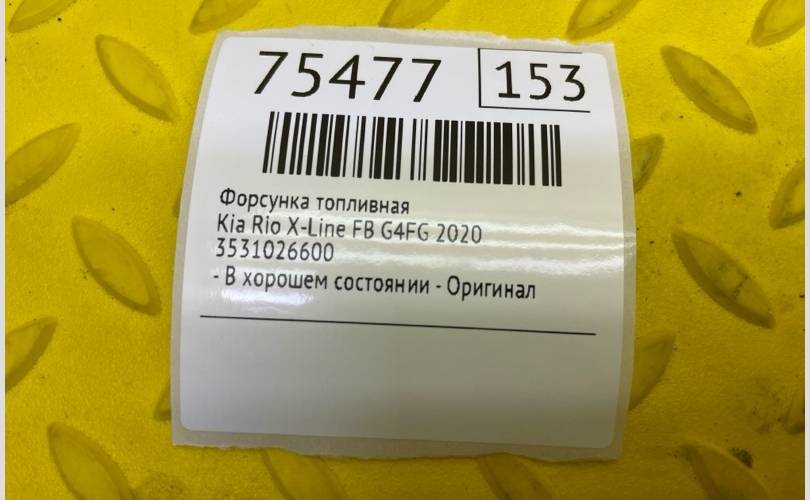 75477 153
Форсунка топливная
Kia Rio X-Line FB G4FG 2020
3531026600
- В хорошем состоянии - Оригинал